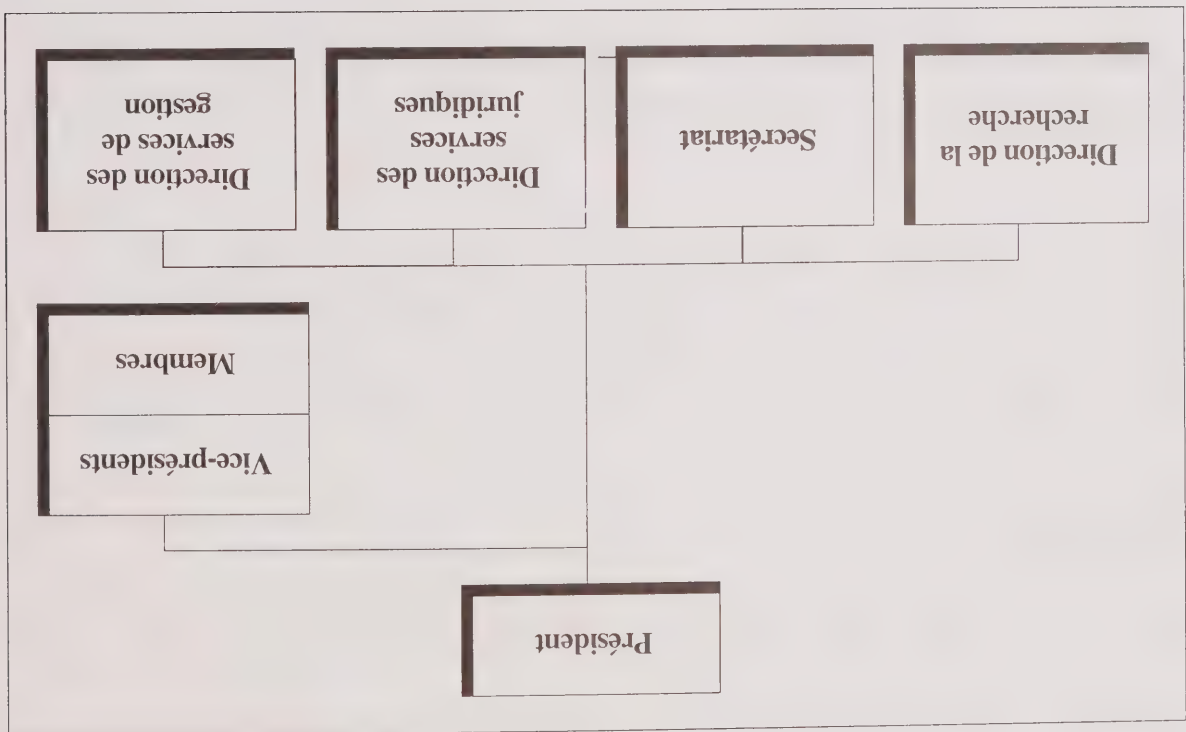 Président
Vice-présidents
Membres
Direction de la
recherche
Secrétariat
Direction des
services
juridiques
Direction des
services de
gestion